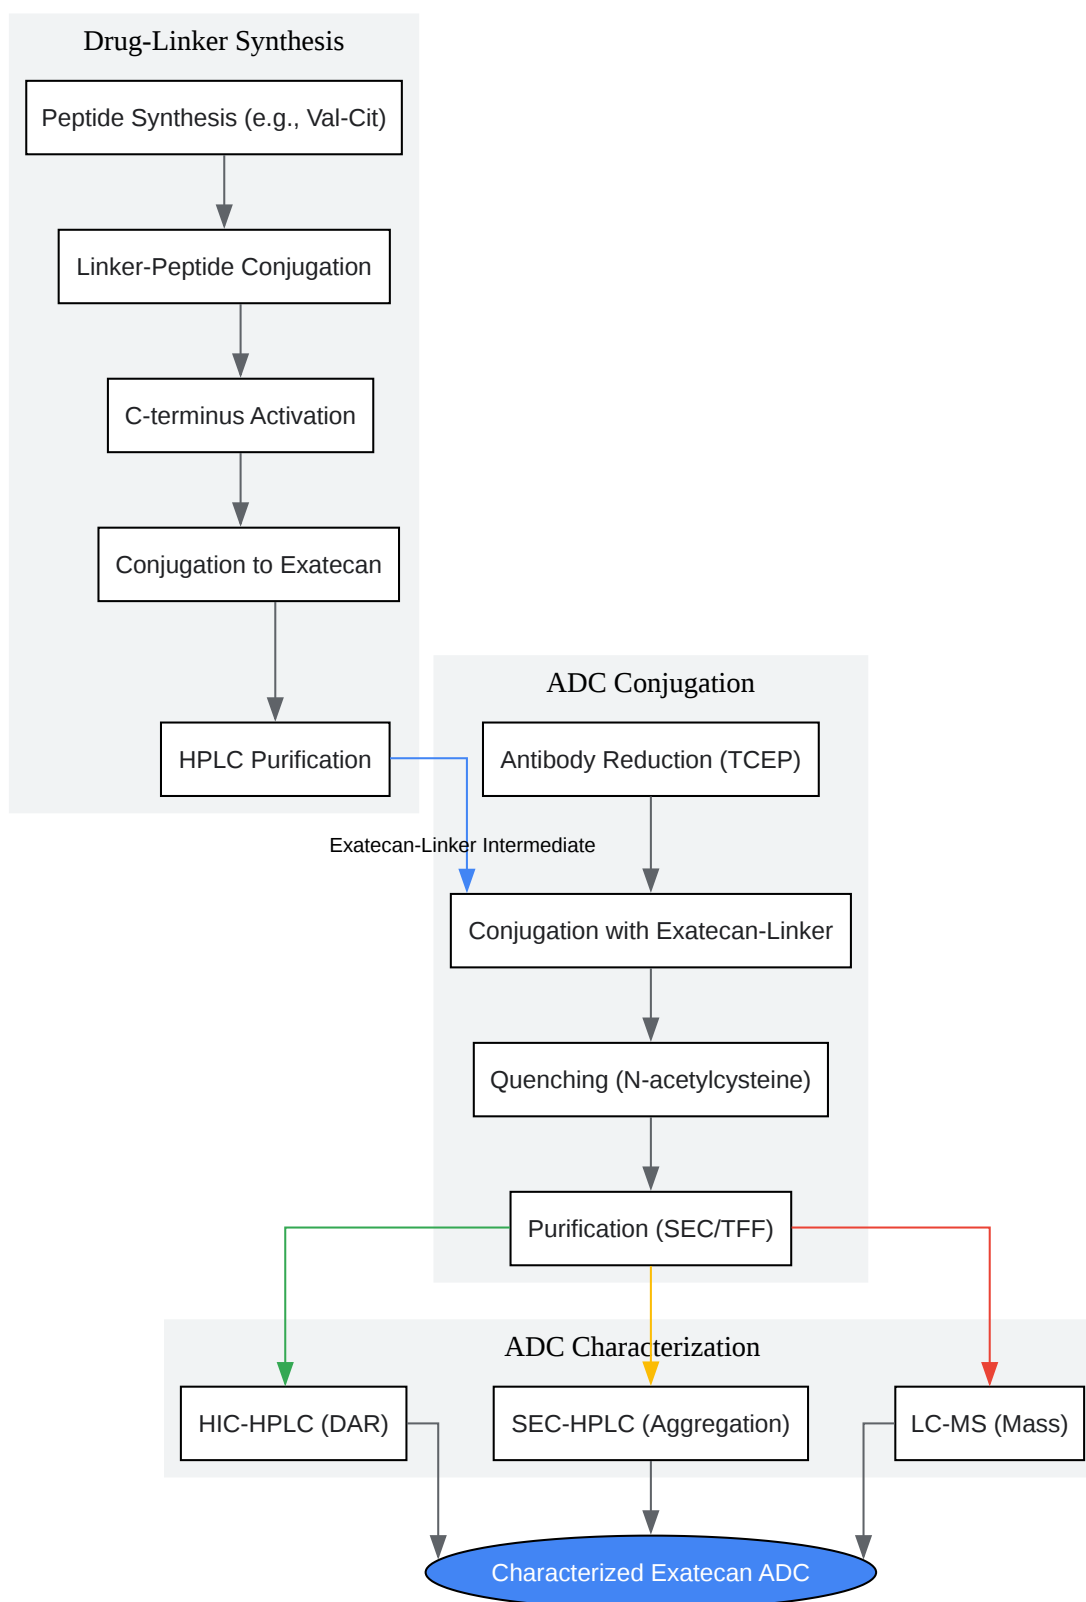 Drug-Linker Synthesis
Peptide Synthesis (e.g., Val-Cit)
Linker-Peptide Conjugation
C-terminus Activation
Conjugation to Exatecan
HPLC Purification
ADC Conjugation
Antibody Reduction (TCEP)
Exatecan-Linker Intermediate
Conjugation with Exatecan-Linker
Quenching (N-acetylcysteine)
Purification (SEC/TFF)
ADC Characterization
HIC-HPLC (DAR)
SEC-HPLC (Aggregation)
LC-MS (Mass)
Characterized Exatecan ADC